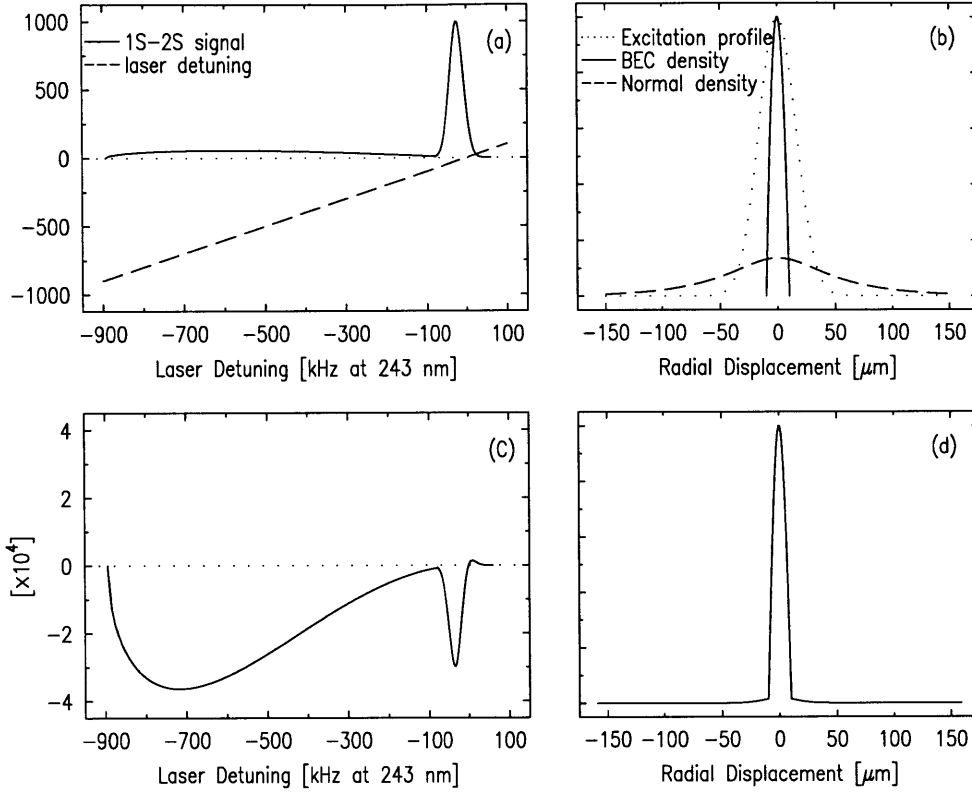 (a)
1S-2S signal
laser detuning
1000
500
0
-500
-1000
-900 -700 -500 -300 -100 100
Laser Detuning [kHz at 243 nm]
(b)
Excitation profile
BEC density
Normal density
-150 -100 -50 0 50 100 150
Radial Displacement [μm]
(c)
4
2
0
-2
-4
[×10⁴]
-900 -700 -500 -300 -100 100
Laser Detuning [kHz at 243 nm]
(d)
-150 -100 -50 0 50 100 150
Radial Displacement [μm]